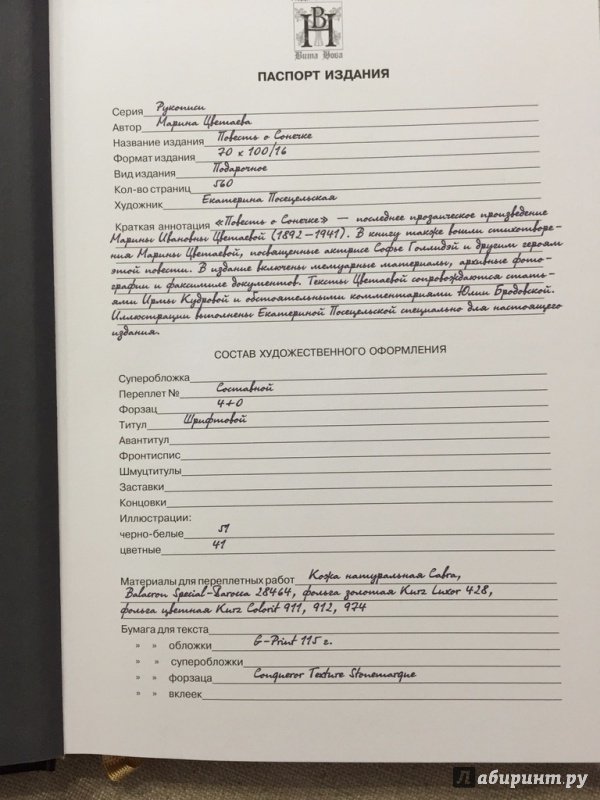 ВН
Вита Нова
ПАСПОРТ ИЗДАНИЯ
Серия Рукописи
Автор Марина Цветаева
Название издания Повесть о Сонечке
Формат издания 70 х 100/16
Вид издания Подарочное
Кол-во страниц 560
Художник Екатерина Посецельская
Краткая аннотация «Повесть о Сонечке» — последнее прозаическое произведение
Марины Ивановны Цветаевой (1892–1941). В книгу также вошли стихотворе-
ния Марины Цветаевой, посвященные актрисе Софье Голлидэй и другим героям
этой повести. В издание включены мемуарные материалы, архивные фото-
графии и факсимиле документов. Тексты Цветаевой сопровождаются стать-
ями Ирмы Кудровой и обстоятельными комментариями Юлии Бродовской.
Иллюстрации выполнены Екатериной Посецельской специально для настоящего
издания.
СОСТАВ ХУДОЖЕСТВЕННОГО ОФОРМЛЕНИЯ
Суперобложка
Переплет № Составной
Форзац 4+0
Титул Шрифтовой
Авантитул
Фронтиспис
Шмуцтитулы
Заставки
Концовки
Иллюстрации:
черно-белые 51
цветные 41
Материалы для переплетных работ Кожа натуральная Савга,
Balacron Special-Barocca 28464, фольга золотая Kurz Luxor 428,
фольга цветная Kurz Colorit 911, 912, 974
Бумага для текста
» » обложки G-Print 115 г.
» » суперобложки
» » форзаца Conqueror Texture Stonemarque
» » вклеек
лабиринт.ру